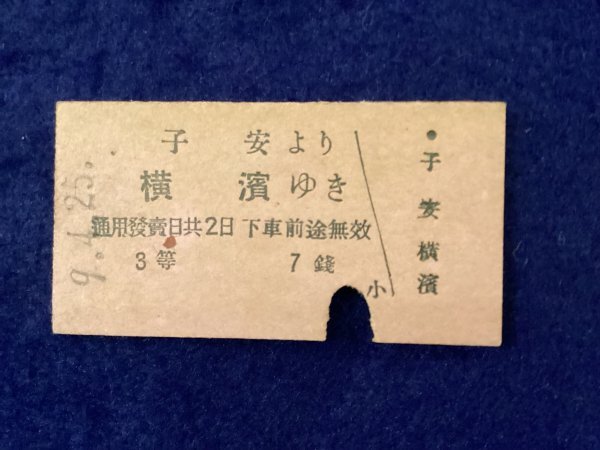 子安より
横濱ゆき
通用發賣日共2日 下車前途無效
3等 7錢
小
子安横濱
9.4.25.